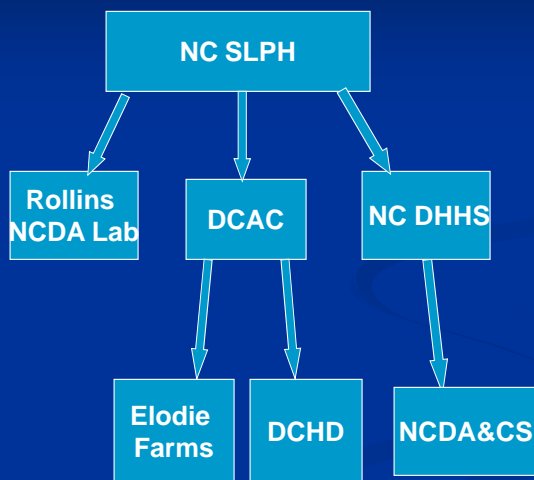 NC SLPH
Rollins
NCDA Lab
DCAC
NC DHHS
Elodie
Farms
DCHD
NCDA&CS